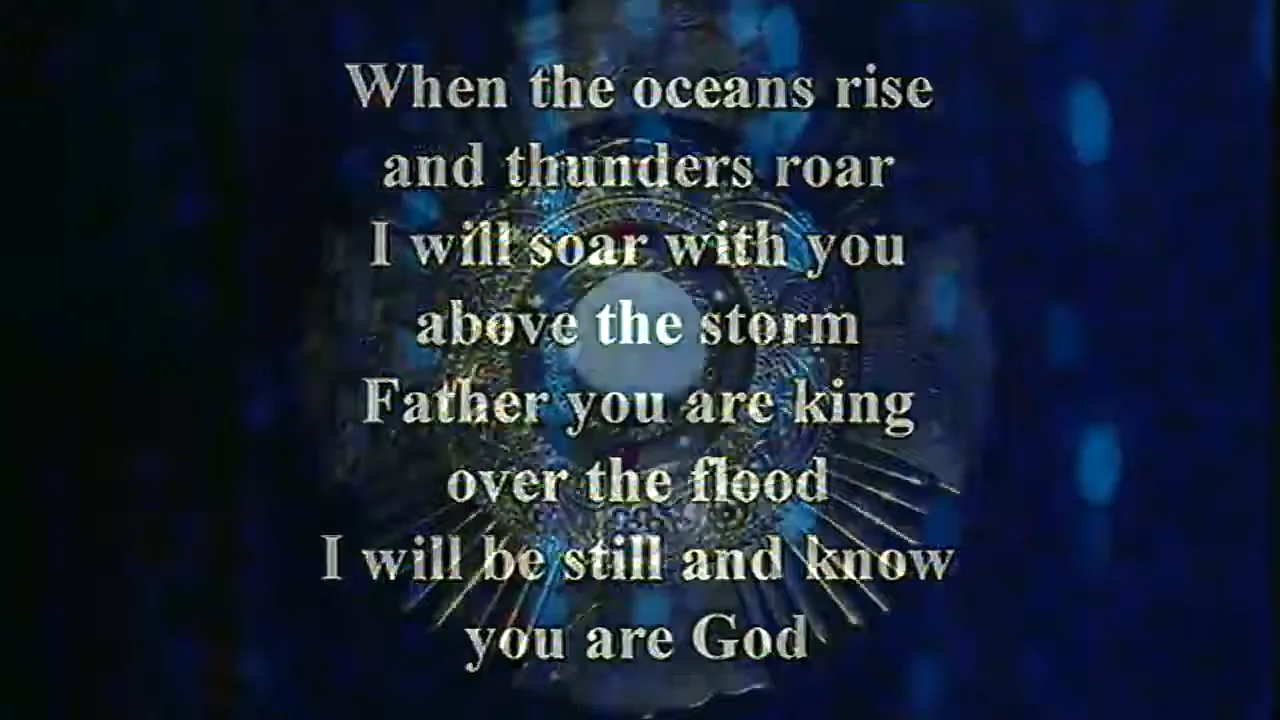 When the oceans rise
and thunders roar
I will soar with you
above the storm
Father you are king
over the flood
I will be still and know
you are God